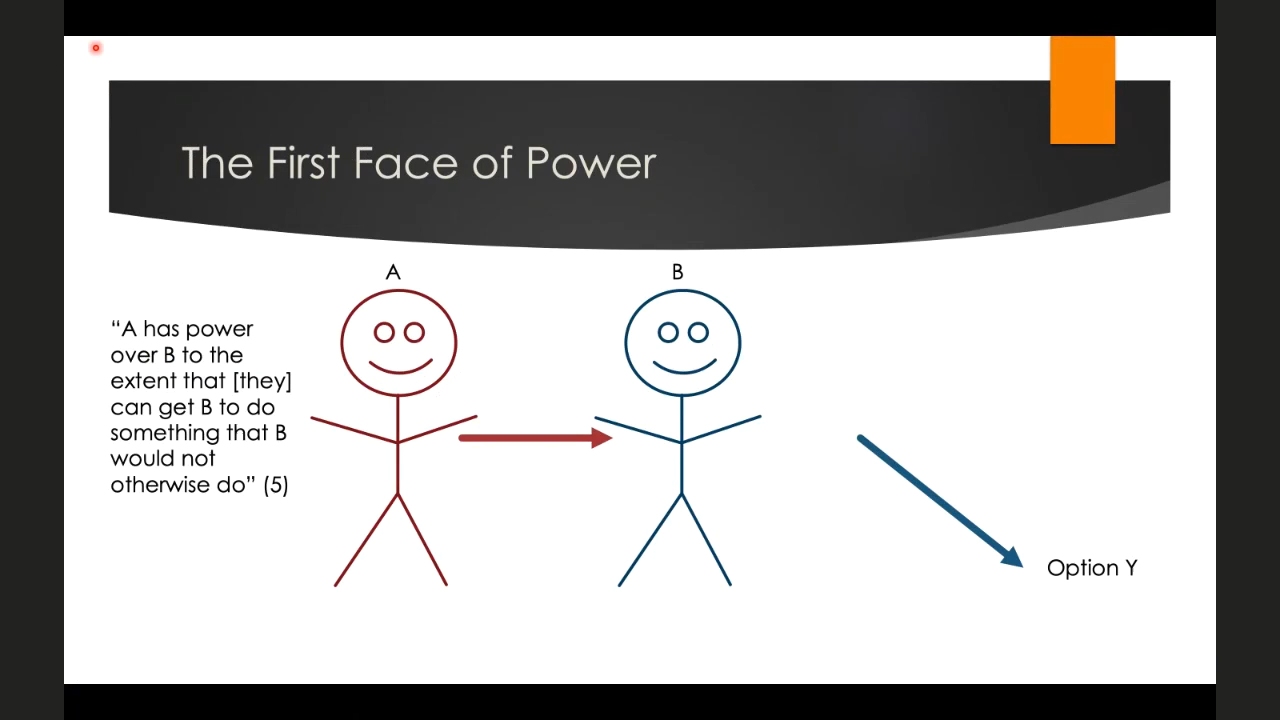 The First Face of Power
A
B
“A has power
over B to the
extent that [they]
can get B to do
something that B
would not
otherwise do” (5)
Option Y